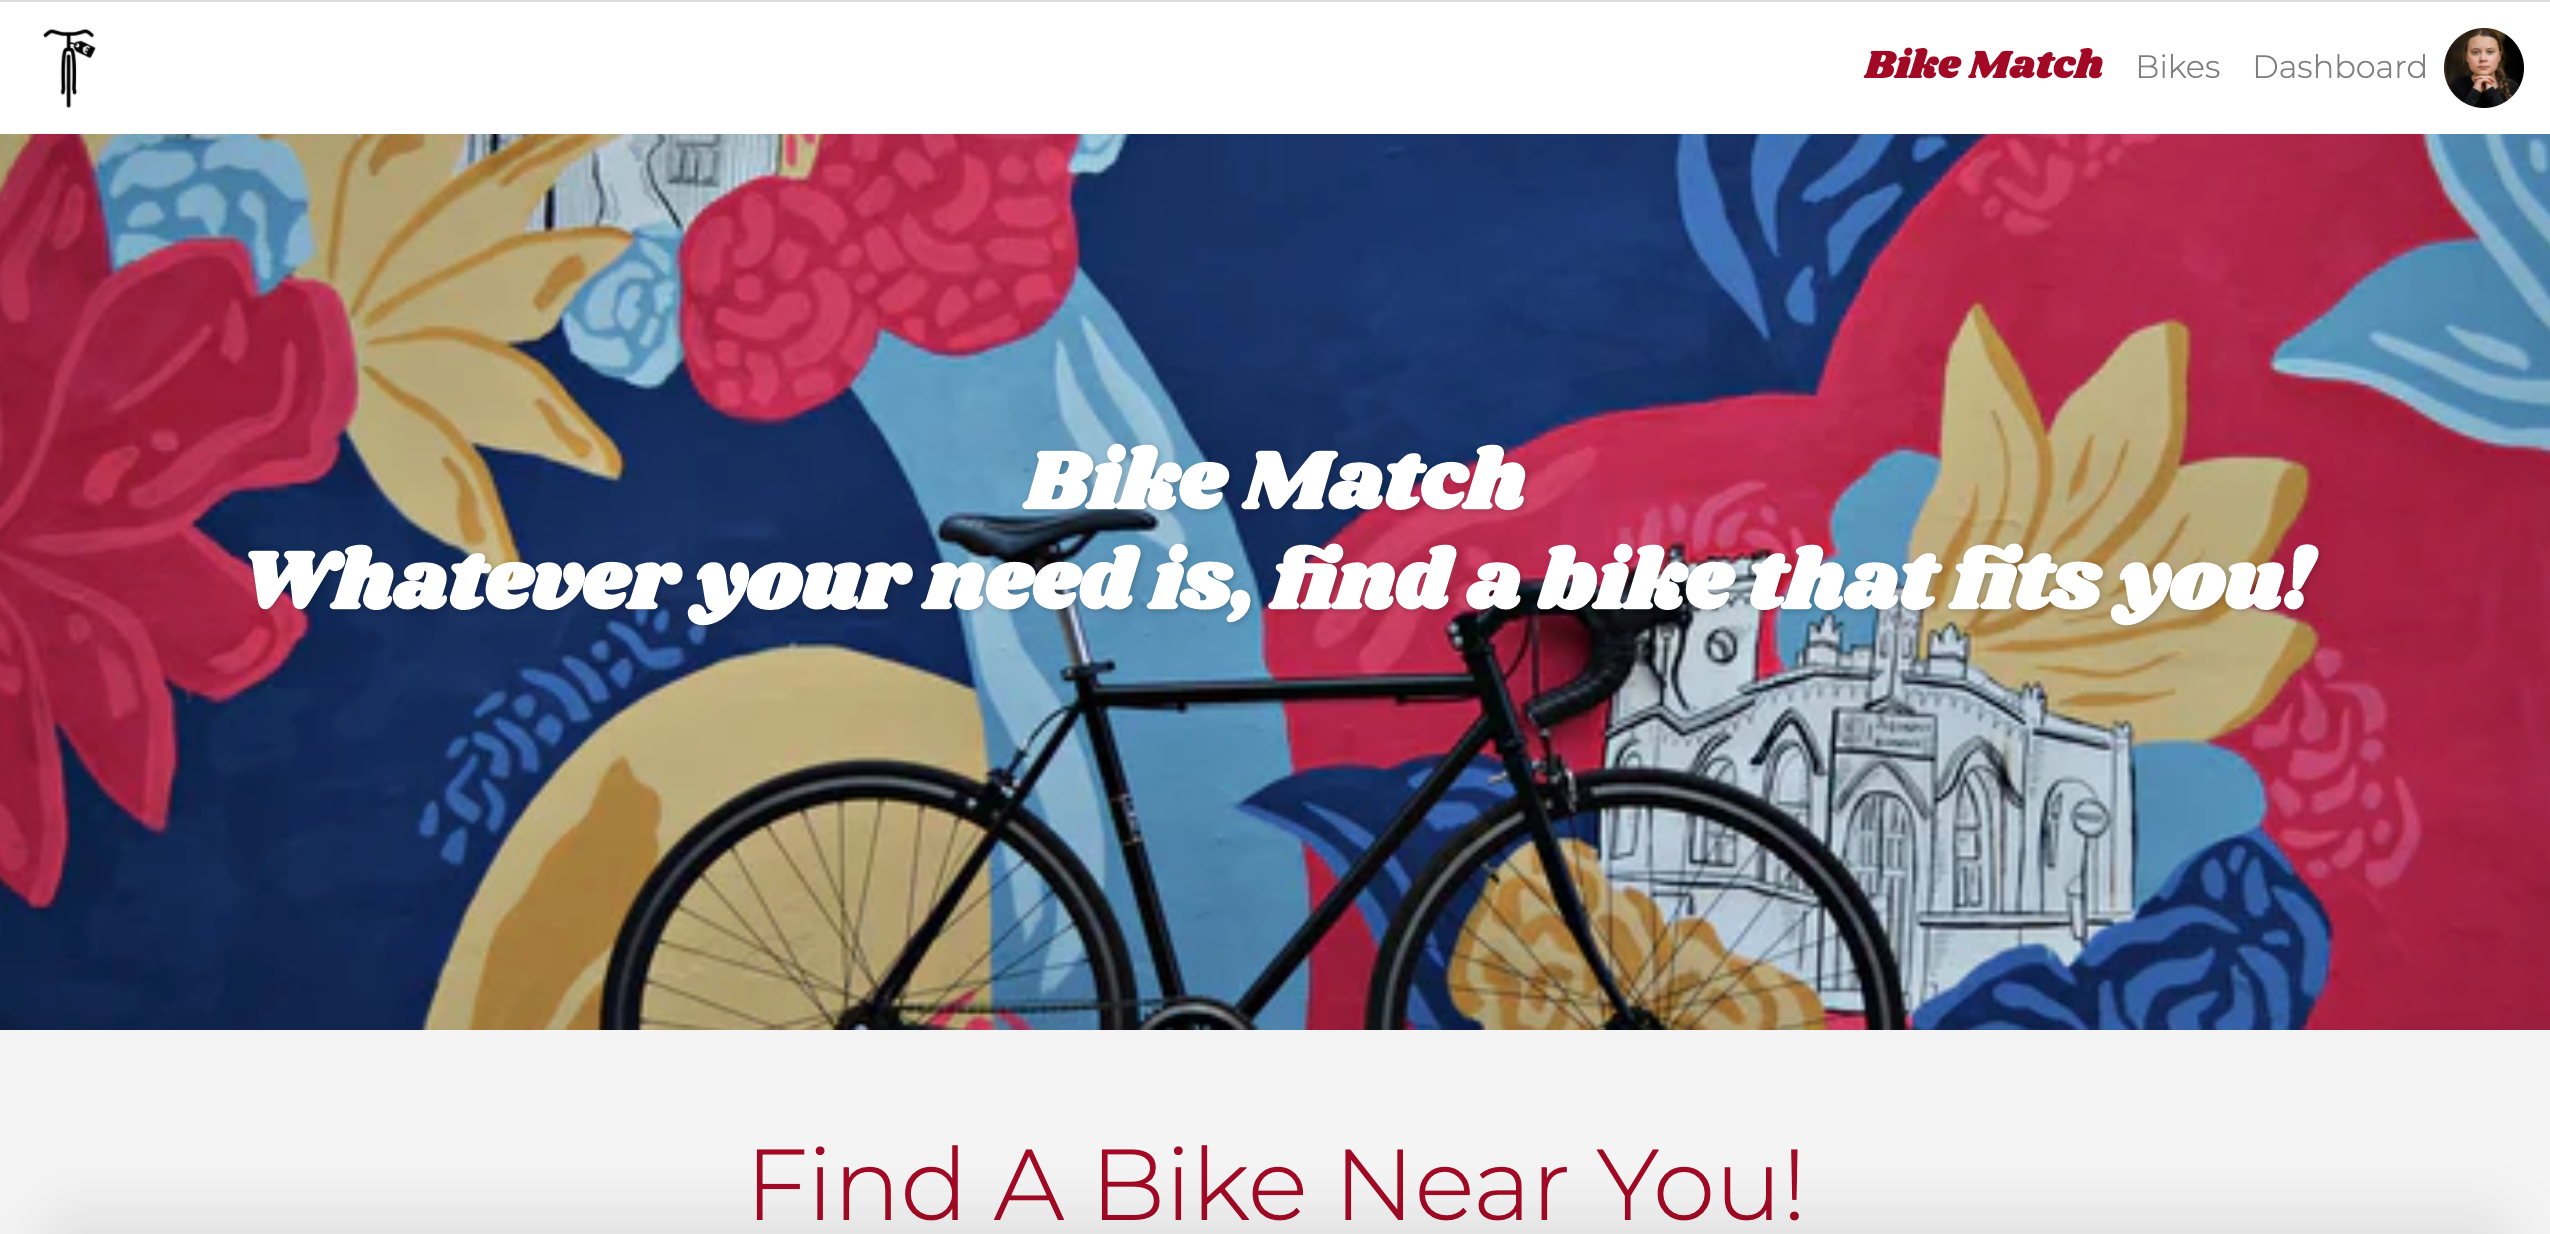 Bike Match
Bikes
Dashboard
Bike Match
Whatever your need is, find a bike that fits you!
Find A Bike Near You!